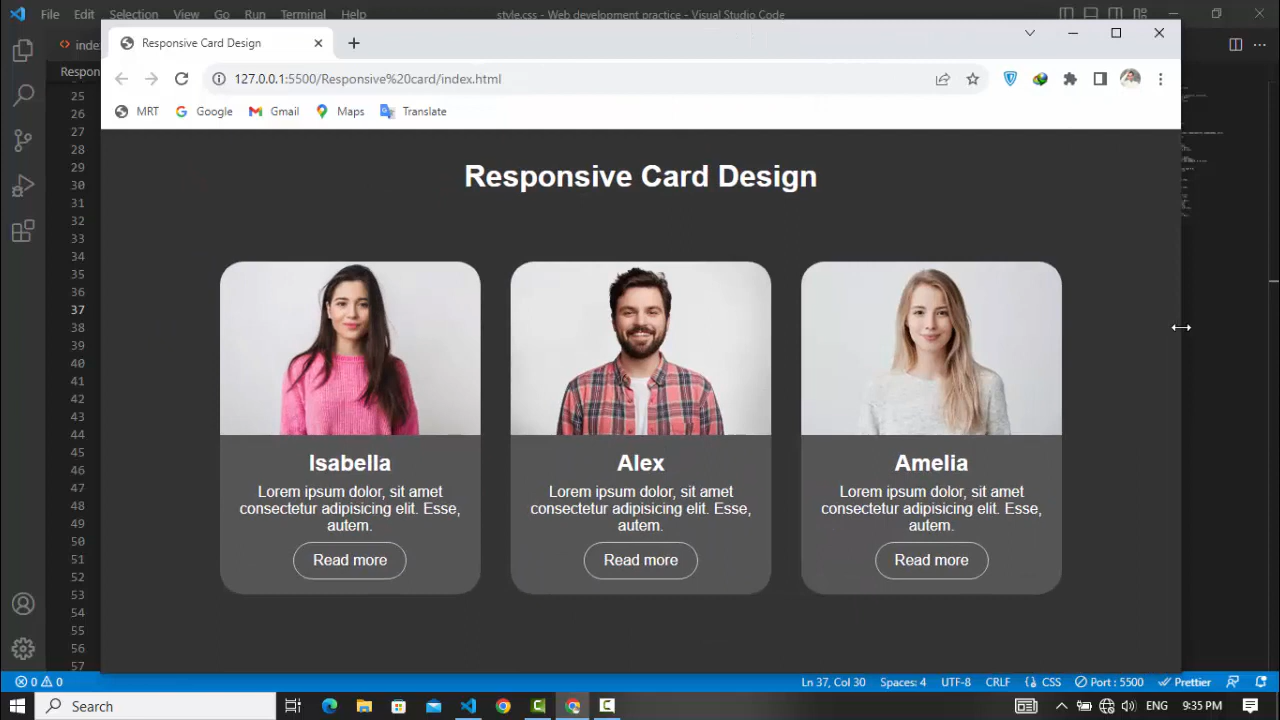 File Edit Selection View Go Run Terminal Help style.css - Web development practice - Visual Studio Code
inde
Respon
Responsive Card Design
127.0.0.1:5500/Responsive%20card/index.html
MRT Google Gmail Maps Translate
25
26
27
28
29
30
31
32
33
34
35
36
37
38
39
40
41
42
43
44
45
46
47
48
49
50
51
52
53
54
55
56
57
Responsive Card Design
Isabella
Lorem ipsum dolor, sit amet
consectetur adipisicing elit. Esse,
autem.
Read more
Alex
Lorem ipsum dolor, sit amet
consectetur adipisicing elit. Esse,
autem.
Read more
Amelia
Lorem ipsum dolor, sit amet
consectetur adipisicing elit. Esse,
autem.
Read more
0 0 Ln 37, Col 30 Spaces: 4 UTF-8 CRLF CSS Port : 5500 Prettier
Search ENG 9:35 PM